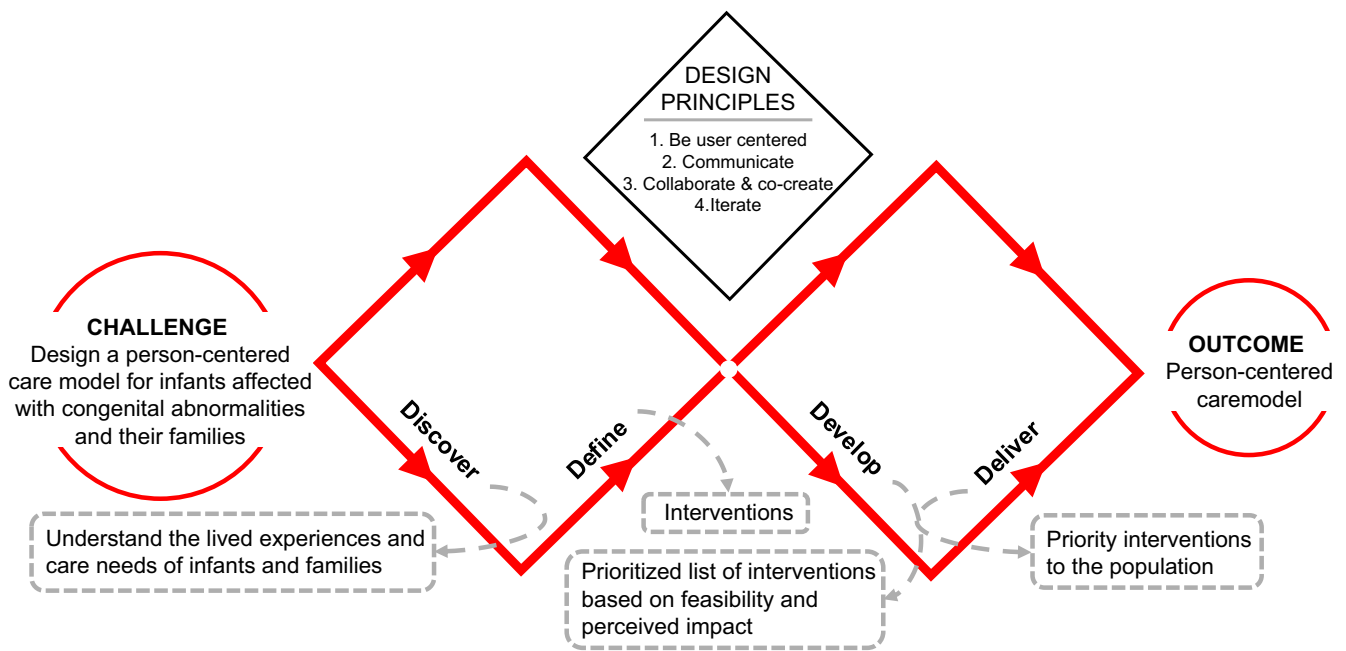 DESIGN
PRINCIPLES
1. Be user centered
2. Communicate
3. Collaborate & co-create
4.Iterate
CHALLENGE
Design a person-centered
care model for infants affected
with congenital abnormalities
and their families
Discover
Define
Develop
Deliver
OUTCOME
Person-centered
caremodel
Understand the lived experiences and
care needs of infants and families
Interventions
Prioritized list of interventions
based on feasibility and
perceived impact
Priority interventions
to the population